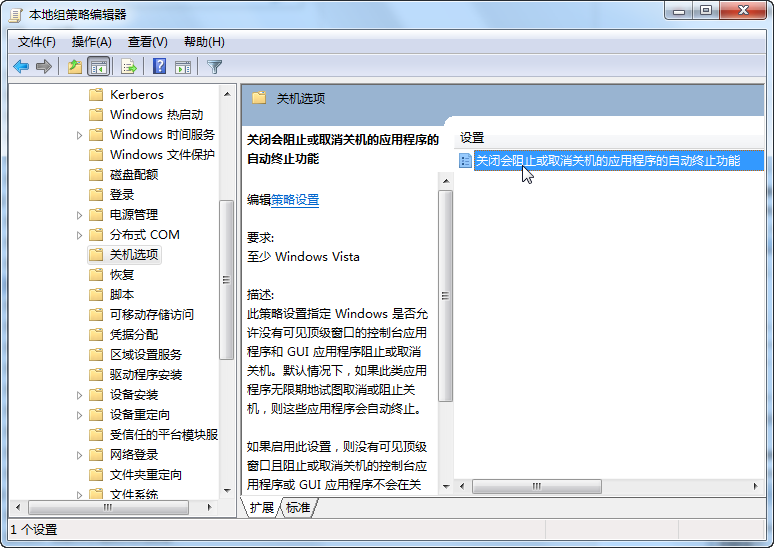 本地组策略编辑器
文件(F) 操作(A) 查看(V) 帮助(H)
Kerberos
Windows 热启动
Windows 时间服务
Windows 文件保护
磁盘配额
登录
电源管理
分布式 COM
关机选项
恢复
脚本
可移动存储访问
凭据分配
区域设置服务
驱动程序安装
设备安装
设备重定向
受信任的平台模块服
网络登录
文件夹重定向
文件系统
关机选项
关闭会阻止或取消关机的应用程序的
自动终止功能
编辑策略设置
要求:
至少 Windows Vista
描述:
此策略设置指定 Windows 是否允
许没有可见顶级窗口的控制台应用
程序和 GUI 应用程序阻止或取消
关机。默认情况下，如果此类应用
程序无限期地试图取消或阻止关
机，则这些应用程序会自动终止。
如果启用此设置，则没有可见顶级
窗口且阻止或取消关机的控制台应
用程序或 GUI 应用程序不会在关
设置
关闭会阻止或取消关机的应用程序的自动终止功能
扩展 标准
1 个设置